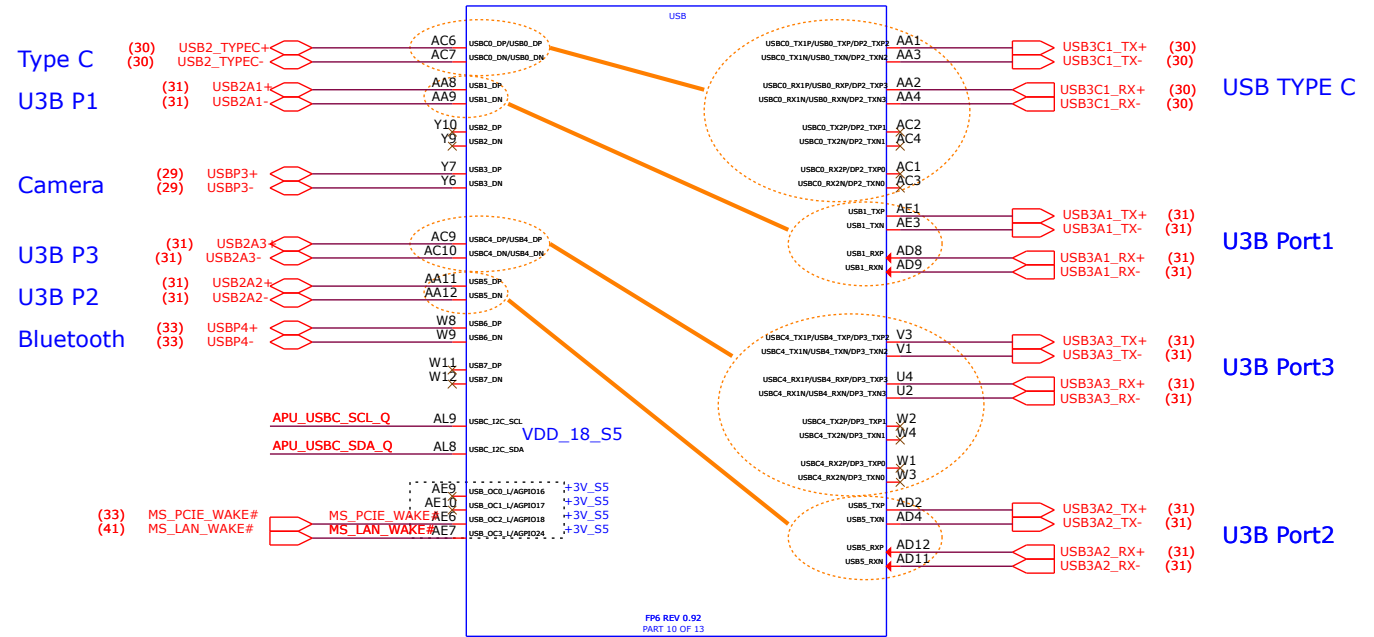 USB
Type C (30) USB2_TYPEC+ AC6 USBC0_DP/USB0_DP
(30) USB2_TYPEC- AC7 USBC0_DN/USB0_DN
U3B P1 (31) USB2A1+ AA8 USB1_DP
(31) USB2A1- AA9 USB1_DN
Y10 USB2_DP
Y9 USB2_DN
Camera (29) USBP3+ Y7 USB3_DP
(29) USBP3- Y6 USB3_DN
U3B P3 (31) USB2A3+ AC9 USBC4_DP/USB4_DP
(31) USB2A3- AC10 USBC4_DN/USB4_DN
U3B P2 (31) USB2A2+ AA11 USB5_DP
(31) USB2A2- AA12 USB5_DN
Bluetooth (33) USBP4+ W8 USB6_DP
(33) USBP4- W9 USB6_DN
W11 USB7_DP
W12 USB7_DN
APU_USBC_SCL_Q AL9 USBC_I2C_SCL
VDD_18_S5
APU_USBC_SDA_Q AL8 USBC_I2C_SDA
AE9 USB_OC0_L/AGPIO16 +3V_S5
AE10 USB_OC1_L/AGPIO17 +3V_S5
(33) MS_PCIE_WAKE# MS_PCIE_WAKE# AE6 USB_OC2_L/AGPIO18 +3V_S5
(41) MS_LAN_WAKE# MS_LAN_WAKE# AE7 USB_OC3_L/AGPIO24 +3V_S5
USBC0_TX1P/USB0_TXP/DP2_TXP2 AA1 USB3C1_TX+ (30)
USBC0_TX1N/USB0_TXN/DP2_TXN2 AA3 USB3C1_TX- (30)
USB TYPE C
USBC0_RX1P/USB0_RXP/DP2_TXP3 AA2 USB3C1_RX+ (30)
USBC0_RX1N/USB0_RXN/DP2_TXN3 AA4 USB3C1_RX- (30)
USBC0_TX2P/DP2_TXP1 AC2
USBC0_TX2N/DP2_TXN1 AC4
USBC0_RX2P/DP2_TXP0 AC1
USBC0_RX2N/DP2_TXN0 AC3
USB1_TXP AE1 USB3A1_TX+ (31)
USB1_TXN AE3 USB3A1_TX- (31)
U3B Port1
USB1_RXP AD8 USB3A1_RX+ (31)
USB1_RXN AD9 USB3A1_RX- (31)
USBC4_TX1P/USB4_TXP/DP3_TXP2 V3 USB3A3_TX+ (31)
USBC4_TX1N/USB4_TXN/DP3_TXN2 V1 USB3A3_TX- (31)
U3B Port3
USBC4_RX1P/USB4_RXP/DP3_TXP3 U4 USB3A3_RX+ (31)
USBC4_RX1N/USB4_RXN/DP3_TXN3 U2 USB3A3_RX- (31)
USBC4_TX2P/DP3_TXP1 W2
USBC4_TX2N/DP3_TXN1 W4
USBC4_RX2P/DP3_TXP0 W1
USBC4_RX2N/DP3_TXN0 W3
USB5_TXP AD2 USB3A2_TX+ (31)
USB5_TXN AD4 USB3A2_TX- (31)
U3B Port2
USB5_RXP AD12 USB3A2_RX+ (31)
USB5_RXN AD11 USB3A2_RX- (31)
FP6 REV 0.92
PART 10 OF 13